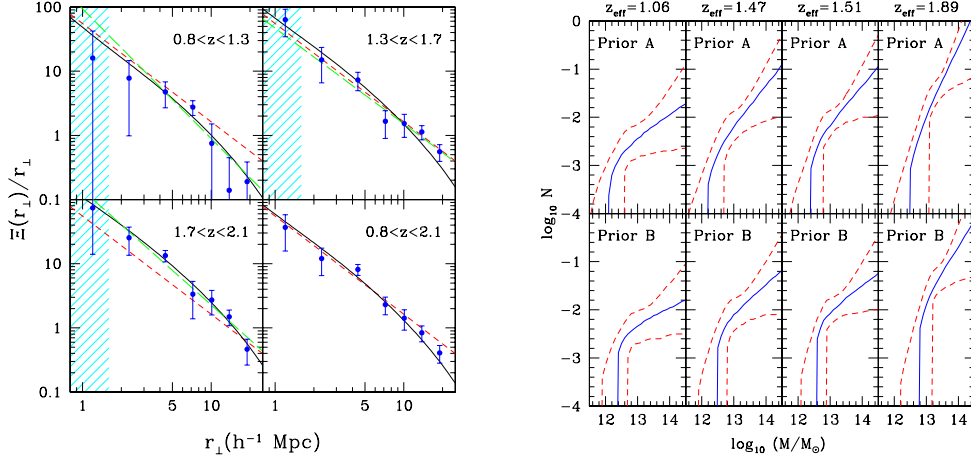 100
10
1
0.1
10
1
0.1
Ξ(r⊥)/r⊥
0.8<z<1.3
1.3<z<1.7
1.7<z<2.1
0.8<z<2.1
1 5 10 1 5 10
r⊥(h⁻¹ Mpc)
z_eff=1.06 z_eff=1.47 z_eff=1.51 z_eff=1.89
Prior A Prior A Prior A Prior A
Prior B Prior B Prior B Prior B
0
-1
-2
-3
-4
-1
-2
-3
-4
log₁₀ N
12 13 14 12 13 14 12 13 14 12 13 14
log₁₀ (M/M☉)